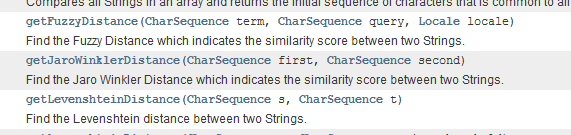 Compares all Strings in an array and returns the initial sequence of characters that is common to all
getFuzzyDistance(CharSequence term, CharSequence query, Locale locale)
Find the Fuzzy Distance which indicates the similarity score between two Strings.
getJaroWinklerDistance(CharSequence first, CharSequence second)
Find the Jaro Winkler Distance which indicates the similarity score between two Strings.
getLevenshteinDistance(CharSequence s, CharSequence t)
Find the Levenshtein distance between two Strings.